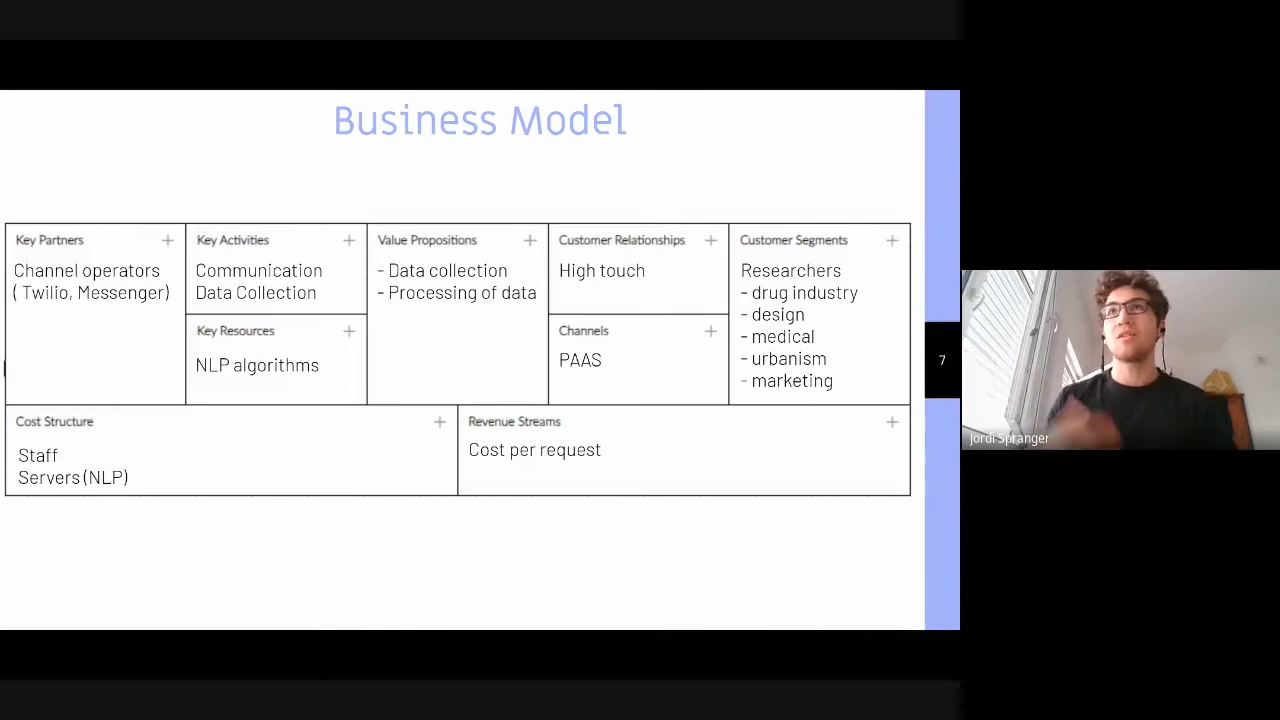 Business Model
Key Partners +
Channel operators
( Twilio, Messenger)
Key Activities +
Communication
Data Collection
Key Resources +
NLP algorithms
Value Propositions +
- Data collection
- Processing of data
Customer Relationships +
High touch
Channels +
PAAS
Customer Segments +
Researchers
- drug industry
- design
- medical
- urbanism
- marketing
Cost Structure +
Staff
Servers (NLP)
Revenue Streams +
Cost per request
7
Jordi Spranger